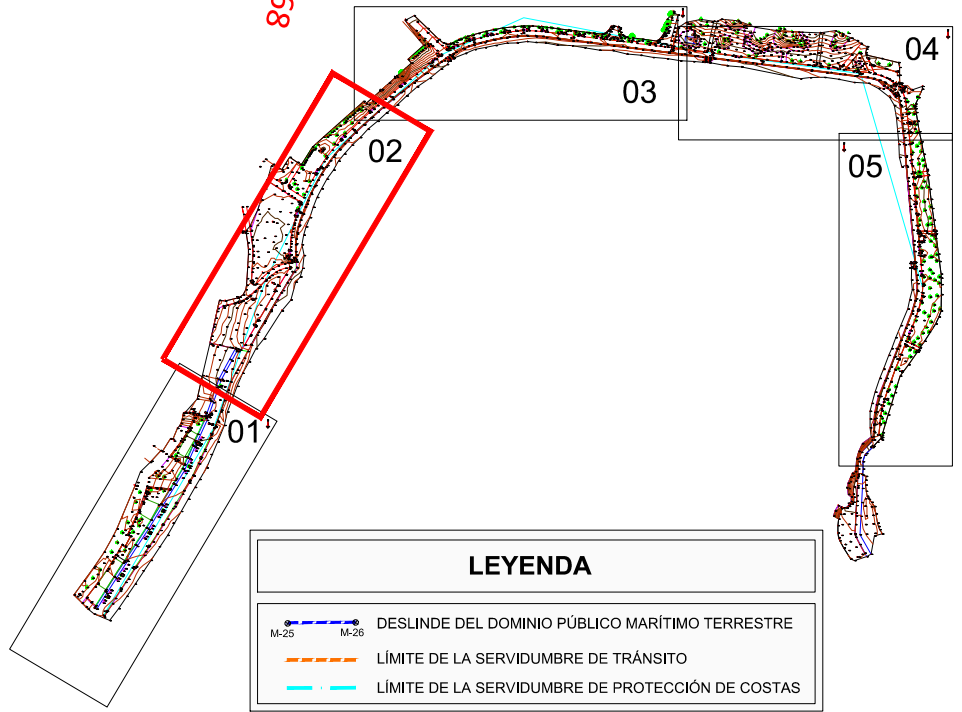 68
04
03
02
05
01
LEYENDA
M-25 M-26 DESLINDE DEL DOMINIO PÚBLICO MARÍTIMO TERRESTRE
LÍMITE DE LA SERVIDUMBRE DE TRÁNSITO
LÍMITE DE LA SERVIDUMBRE DE PROTECCIÓN DE COSTAS